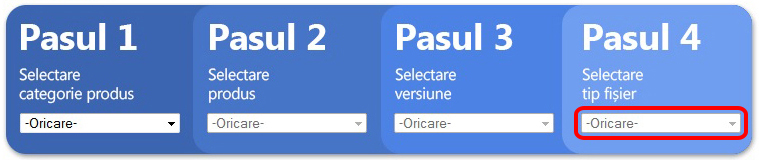 Pasul 1
Selectare
categorie produs
-Oricare-
Pasul 2
Selectare
produs
-Oricare-
Pasul 3
Selectare
versiune
-Oricare-
Pasul 4
Selectare
tip fișier
-Oricare-